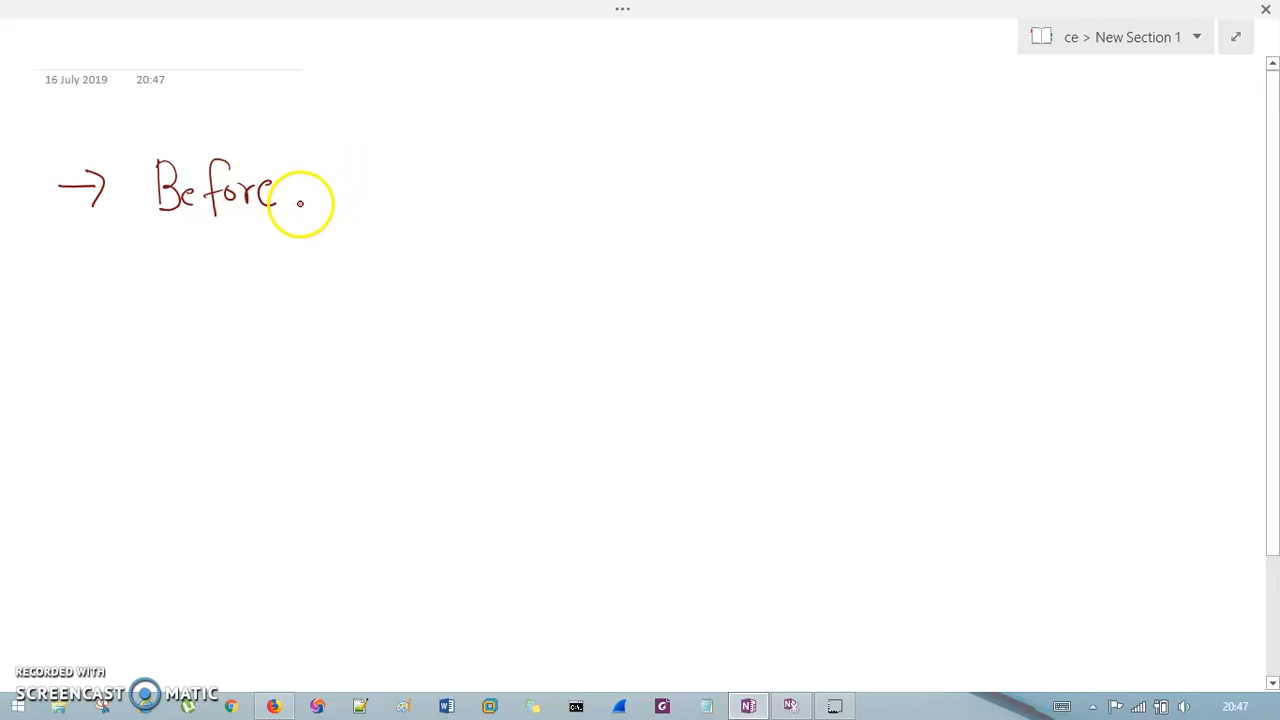 ce > New Section 1
16 July 2019 20:47
→ Before
RECORDED WITH
SCREENCAST MATIC
20:47